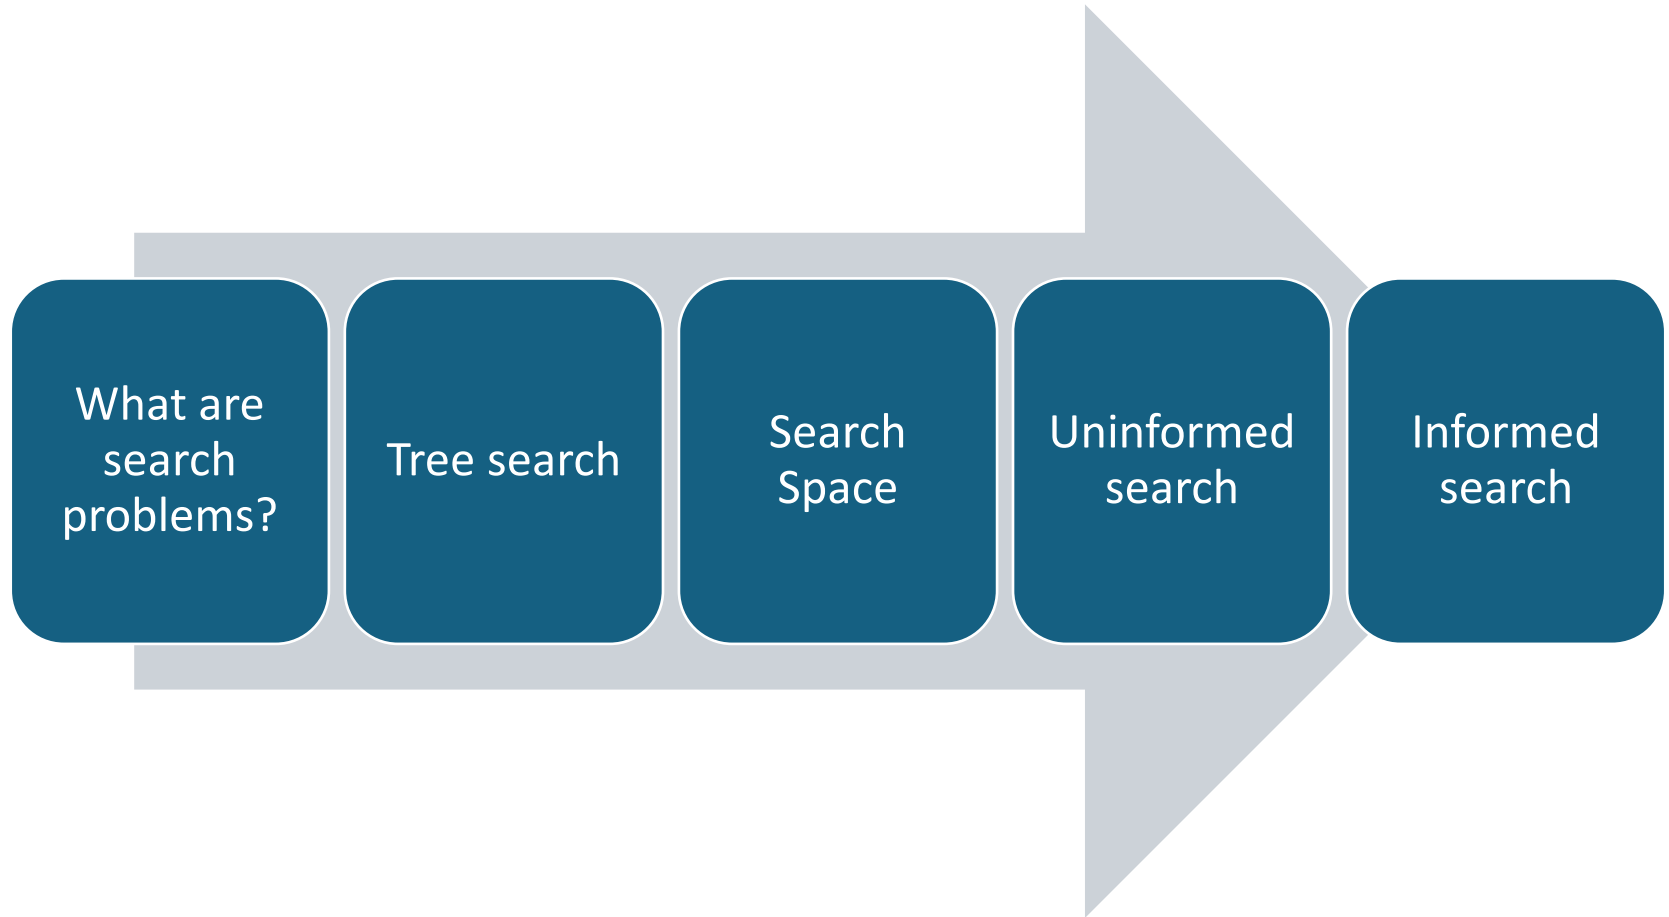 What are
search
problems?
Tree search
Search
Space
Uninformed
search
Informed
search